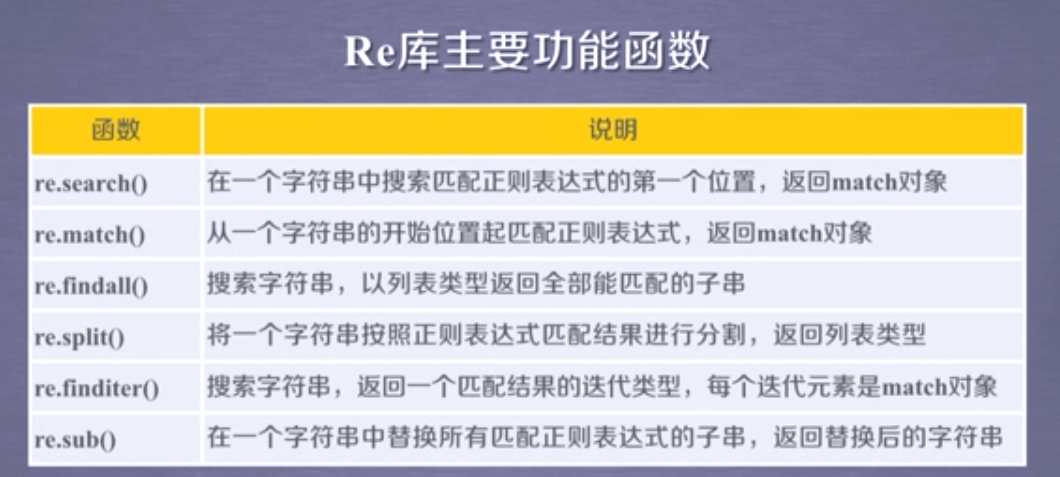 Re库主要功能函数
函数 说明
re.search() 在一个字符串中搜索匹配正则表达式的第一个位置，返回match对象
re.match() 从一个字符串的开始位置起匹配正则表达式，返回match对象
re.findall() 搜索字符串，以列表类型返回全部能匹配的子串
re.split() 将一个字符串按照正则表达式匹配结果进行分割，返回列表类型
re.finditer() 搜索字符串，返回一个匹配结果的迭代类型，每个迭代元素是match对象
re.sub() 在一个字符串中替换所有匹配正则表达式的子串，返回替换后的字符串